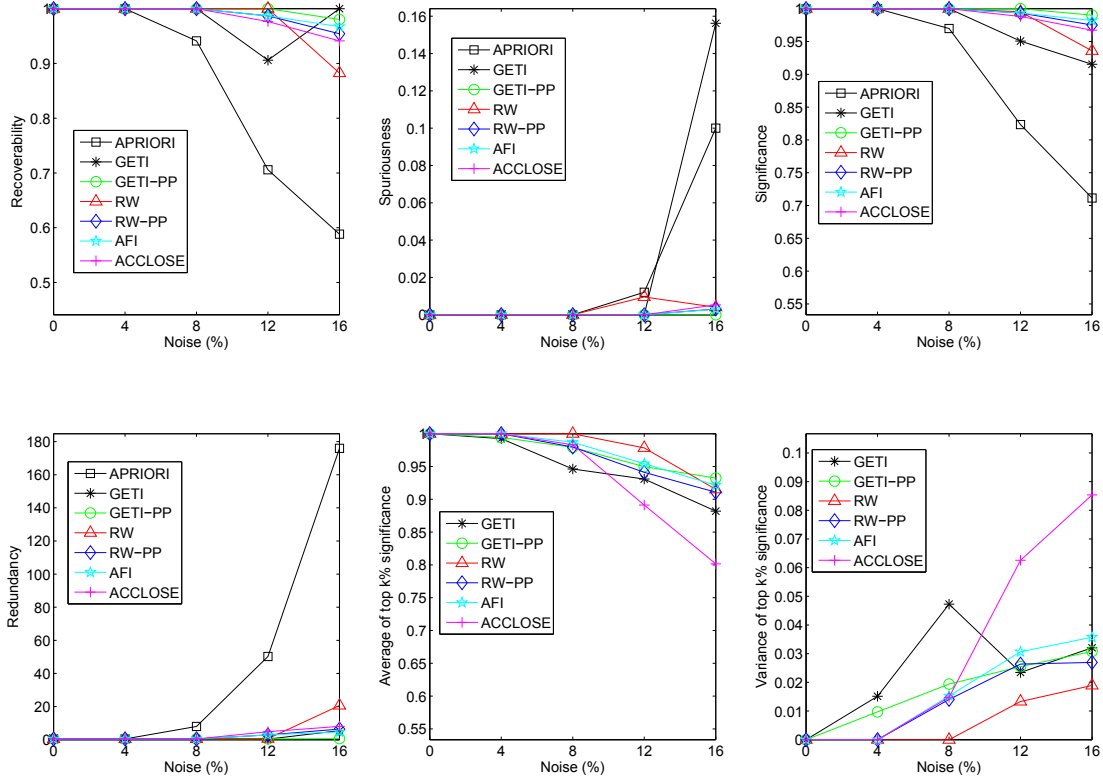 1
0.9
0.8
0.7
0.6
0.5
Recoverability
APRIORI
GETI
GETI−PP
RW
RW−PP
AFI
ACCLOSE
0
4
8
12
16
Noise (%)
0.16
0.14
0.12
0.1
0.08
0.06
0.04
0.02
0
Spuriousness
APRIORI
GETI
GETI−PP
RW
RW−PP
AFI
ACCLOSE
0
4
8
12
16
Noise (%)
1
0.95
0.9
0.85
0.8
0.75
0.7
0.65
0.6
0.55
Significance
APRIORI
GETI
GETI−PP
RW
RW−PP
AFI
ACCLOSE
0
4
8
12
16
Noise (%)
180
160
140
120
100
80
60
40
20
0
Redundancy
APRIORI
GETI
GETI−PP
RW
RW−PP
AFI
ACCLOSE
0
4
8
12
16
Noise (%)
1
0.95
0.9
0.85
0.8
0.75
0.7
0.65
0.6
0.55
Average of top k% significance
GETI
GETI−PP
RW
RW−PP
AFI
ACCLOSE
0
4
8
12
16
Noise (%)
0.1
0.09
0.08
0.07
0.06
0.05
0.04
0.03
0.02
0.01
0
Variance of top k% significance
GETI
GETI−PP
RW
RW−PP
AFI
ACCLOSE
0
4
8
12
16
Noise (%)